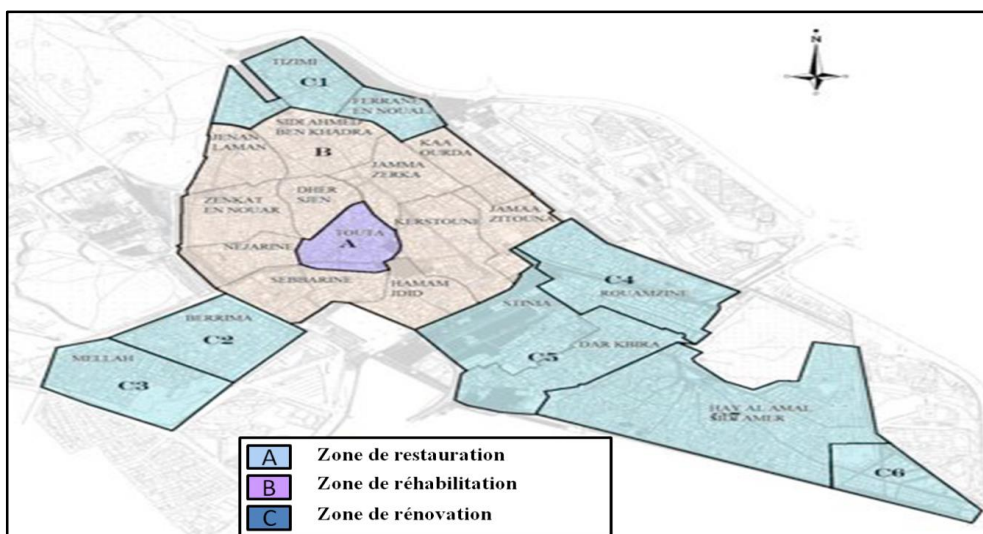 N
TIZIMI
C1
FERRANE
EN NOUAL
SIDI AHMED
BEN KHADRA
JENAN
LAMAN
B
KAA
OURDA
JAMMA
ZERKA
DHER
SJEN
ZENKAT
EN NOUAR
JAMAA
ZITOUNA
KERSTOUNE
TOUTA
A
NEJARINE
SEBBARINE
HAMAM
JDID
C4
ROUAMZINE
STINIA
BERRIMA
C2
C5
DAR KBIRA
MELLAH
C3
HAY AL AMAL
C6
A Zone de restauration
B Zone de réhabilitation
C Zone de rénovation